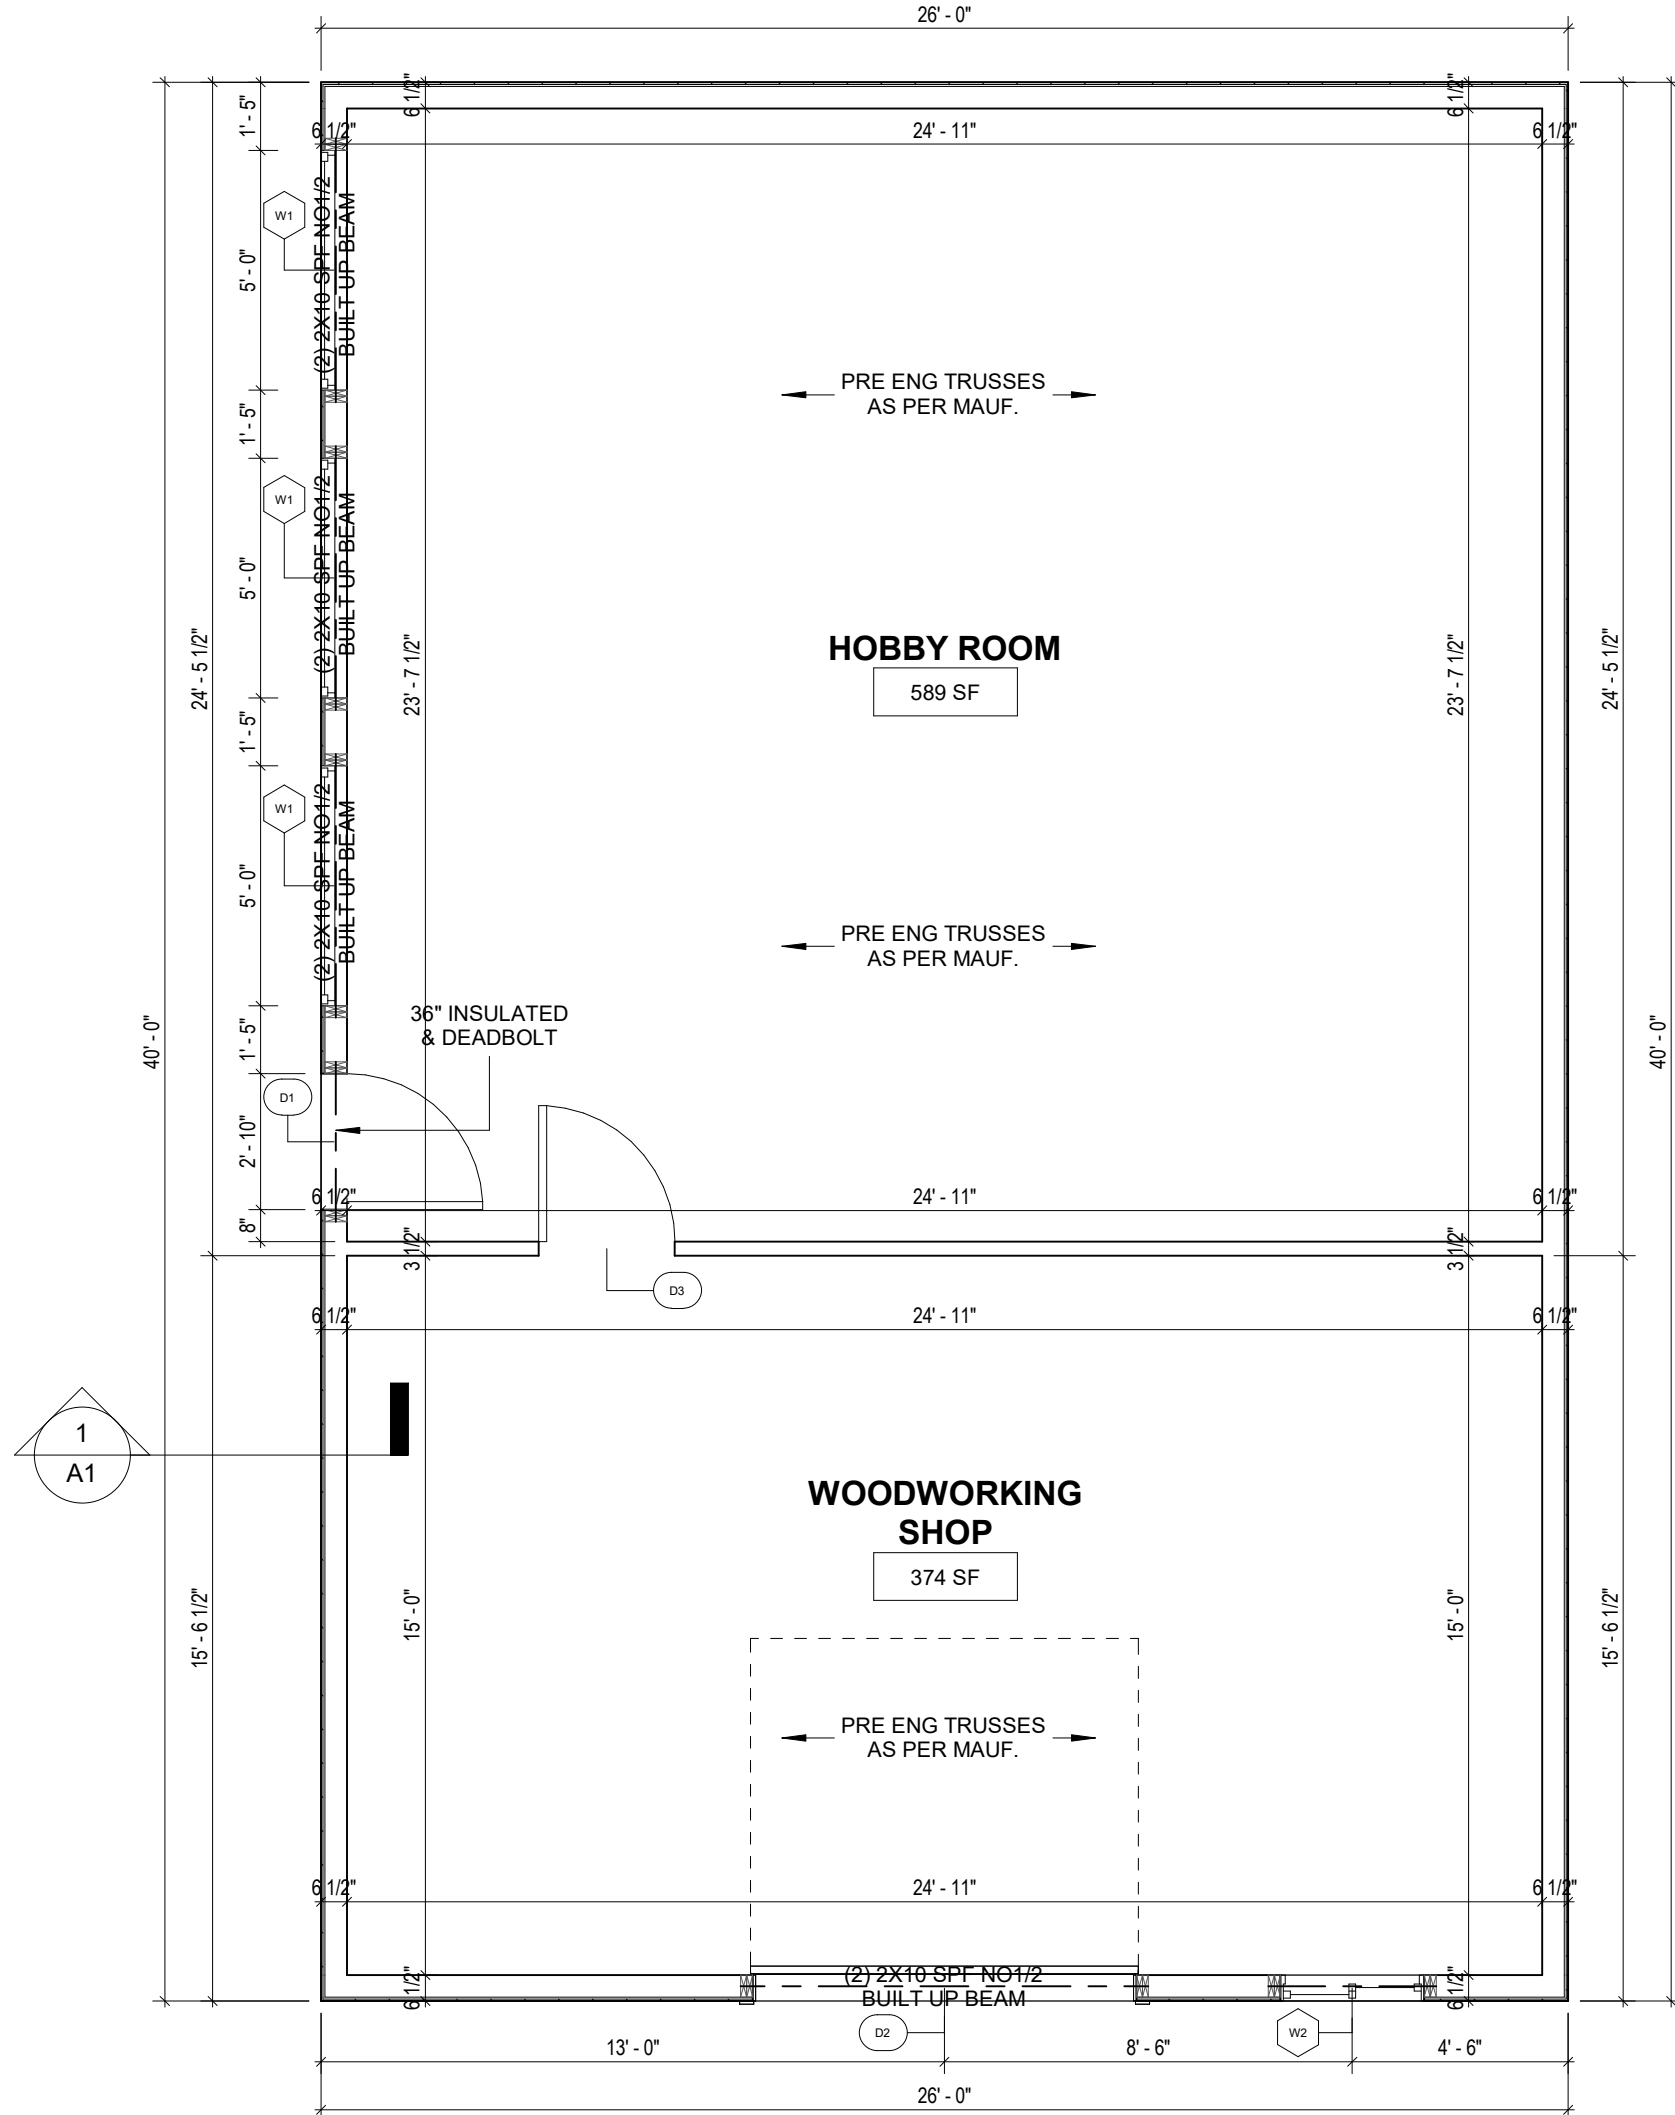 26' - 0"
6 1/2"
6 1/2"
1' - 5"
6 1/2"
24' - 11"
6 1/2"
W1
(2) 2X10 SPF NO1/2
BUILT UP BEAM
5' - 0"
PRE ENG TRUSSES
AS PER MAUF.
1' - 5"
W1
(2) 2X10 SPF NO1/2
BUILT UP BEAM
5' - 0"
24' - 5 1/2"
23' - 7 1/2"
HOBBY ROOM
589 SF
23' - 7 1/2"
24' - 5 1/2"
1' - 5"
W1
(2) 2X10 SPF NO1/2
BUILT UP BEAM
5' - 0"
PRE ENG TRUSSES
AS PER MAUF.
36" INSULATED
& DEADBOLT
40' - 0"
1' - 5"
40' - 0"
D1
2' - 10"
6 1/2"
24' - 11"
6 1/2"
8"
3 1/2"
3 1/2"
D3
6 1/2"
24' - 11"
6 1/2"
1
A1
WOODWORKING
SHOP
374 SF
15' - 6 1/2"
15' - 0"
15' - 0"
15' - 6 1/2"
PRE ENG TRUSSES
AS PER MAUF.
6 1/2"
24' - 11"
6 1/2"
6 1/2"
(2) 2X10 SPF NO1/2
BUILT UP BEAM
6 1/2"
D2
W2
13' - 0"
8' - 6"
4' - 6"
26' - 0"